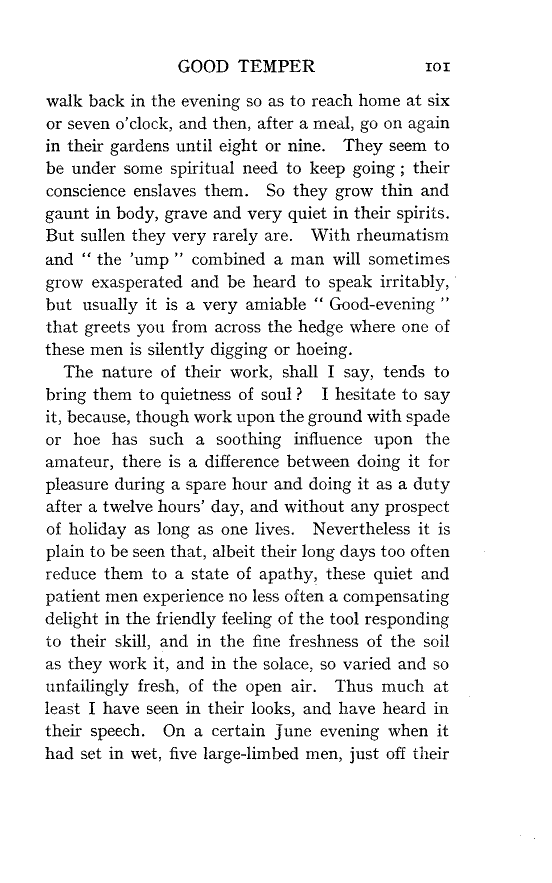 GOOD TEMPER 101
walk back in the evening so as to reach home at six
or seven o'clock, and then, after a meal, go on again
in their gardens until eight or nine. They seem to
be under some spiritual need to keep going ; their
conscience enslaves them. So they grow thin and
gaunt in body, grave and very quiet in their spirits.
But sullen they very rarely are. With rheumatism
and “ the 'ump ” combined a man will sometimes
grow exasperated and be heard to speak irritably,
but usually it is a very amiable “ Good-evening ”
that greets you from across the hedge where one of
these men is silently digging or hoeing.
The nature of their work, shall I say, tends to
bring them to quietness of soul ? I hesitate to say
it, because, though work upon the ground with spade
or hoe has such a soothing influence upon the
amateur, there is a difference between doing it for
pleasure during a spare hour and doing it as a duty
after a twelve hours' day, and without any prospect
of holiday as long as one lives. Nevertheless it is
plain to be seen that, albeit their long days too often
reduce them to a state of apathy, these quiet and
patient men experience no less often a compensating
delight in the friendly feeling of the tool responding
to their skill, and in the fine freshness of the soil
as they work it, and in the solace, so varied and so
unfailingly fresh, of the open air. Thus much at
least I have seen in their looks, and have heard in
their speech. On a certain June evening when it
had set in wet, five large-limbed men, just off their